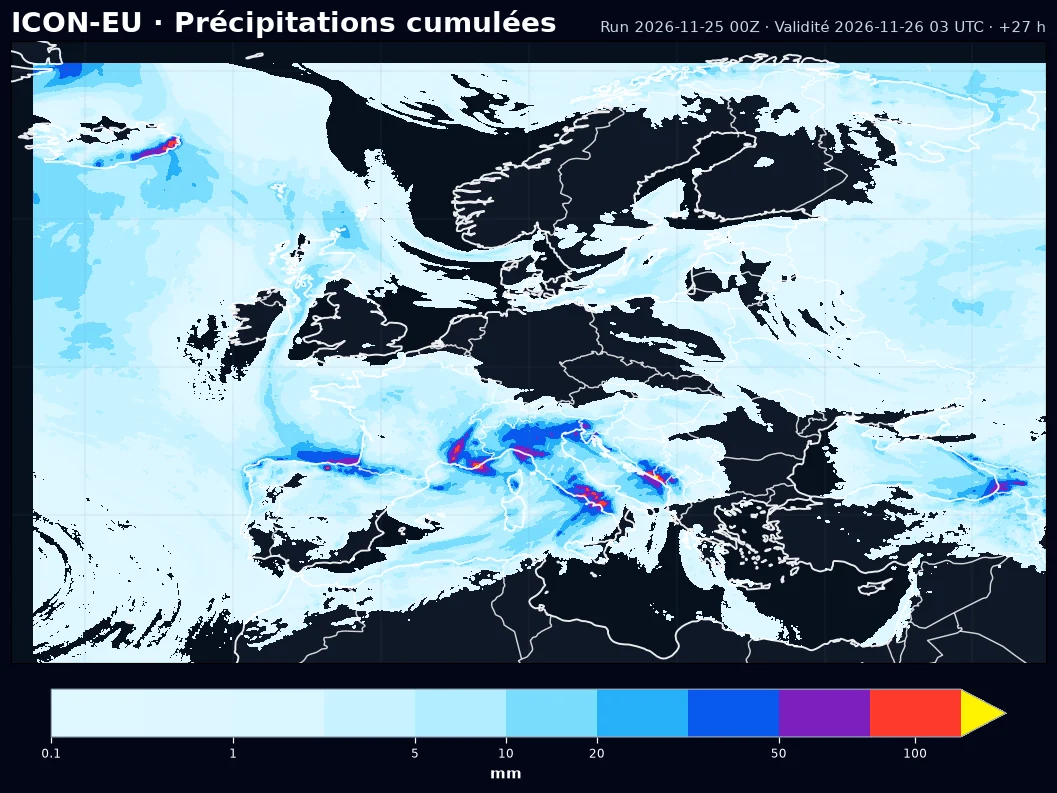 ICON-EU · Précipitations cumulées
Run 2026-11-25 00Z · Validité 2026-11-26 03 UTC · +27 h
0.1 1 5 10 20 50 100
mm